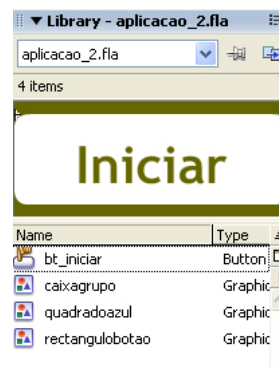 Library - aplicacao_2.fla
aplicacao_2.fla
4 items
Iniciar
Name Type
bt_iniciar Button
caixagrupo Graphic
quadradoazul Graphic
rectangulobotao Graphic